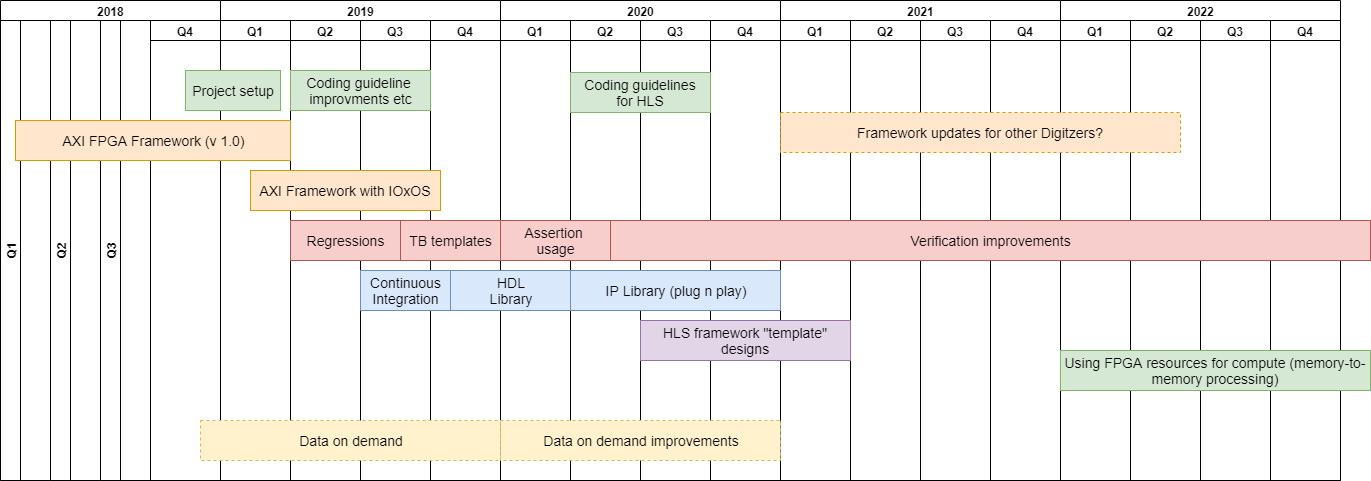 2018 2019 2020 2021 2022
Q4 Q1 Q2 Q3 Q4 Q1 Q2 Q3 Q4 Q1 Q2 Q3 Q4 Q1 Q2 Q3 Q4
Q1 Q2 Q3
Project setup
Coding guideline
improvments etc
Coding guidelines
for HLS
AXI FPGA Framework (v 1.0)
Framework updates for other Digitzers?
AXI Framework with IOxOS
Regressions
TB templates
Assertion
usage
Verification improvements
Continuous
Integration
HDL
Library
IP Library (plug n play)
HLS framework "template"
designs
Using FPGA resources for compute (memory-to-
memory processing)
Data on demand
Data on demand improvements